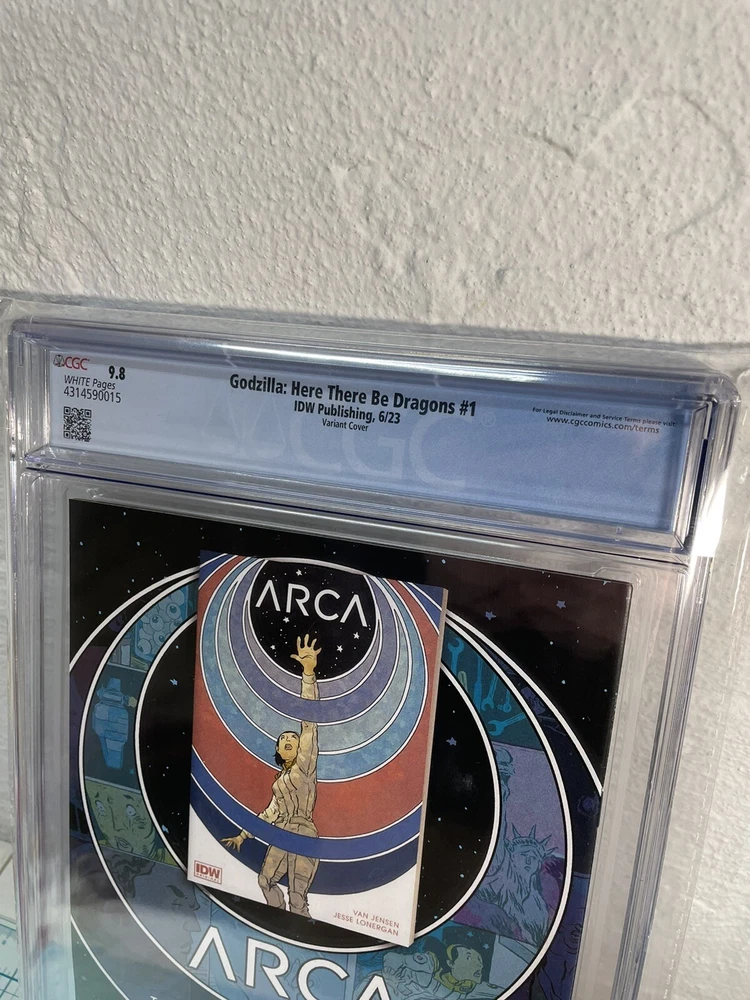 CGC 9.8
WHITE Pages
4314590015
Godzilla: Here There Be Dragons #1
IDW Publishing, 6/23
Variant Cover
For Legal Disclaimer and Service Terms please visit:
www.cgccomics.com/terms
CGC
ARCA
IDW
VAN JENSEN
JESSE LONERGAN
ARCA